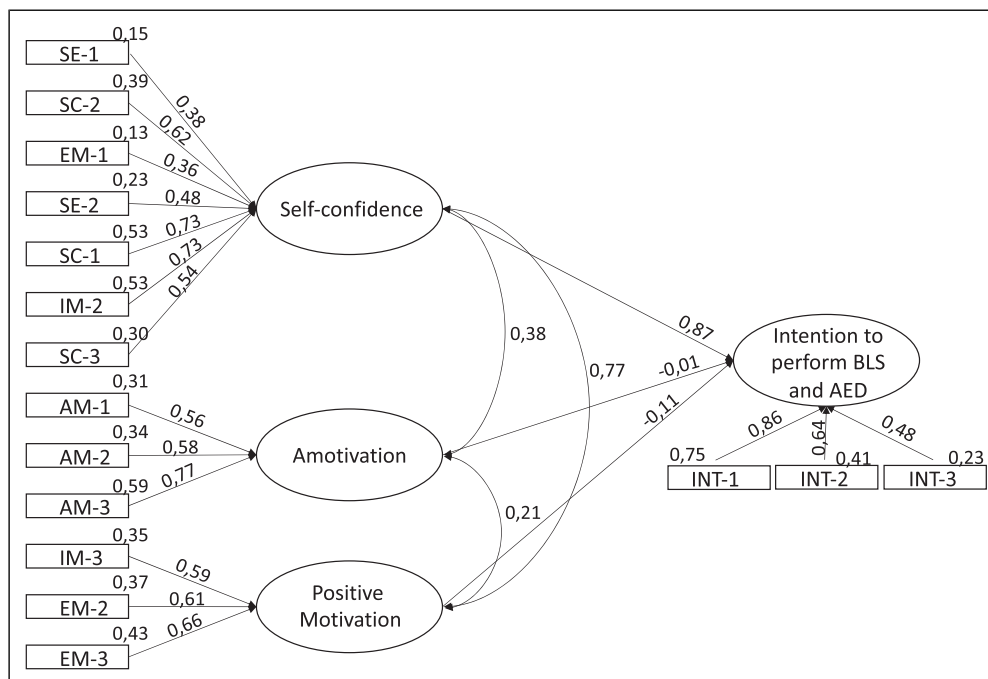 0,15
SE-1
0,38
0,39
SC-2
0,62
0,13
EM-1
0,36
0,23
SE-2
0,48
0,53
SC-1
0,73
0,53
IM-2
0,73
0,30
SC-3
0,54
Self-confidence
0,31
AM-1
0,56
0,34
AM-2
0,58
0,59
AM-3
0,77
Amotivation
0,35
IM-3
0,59
0,37
EM-2
0,61
0,43
EM-3
0,66
Positive
Motivation
0,38
0,77
0,21
0,87
-0,01
-0,11
Intention to
perform BLS
and AED
0,86
0,64
0,48
0,75
INT-1
0,41
INT-2
0,23
INT-3